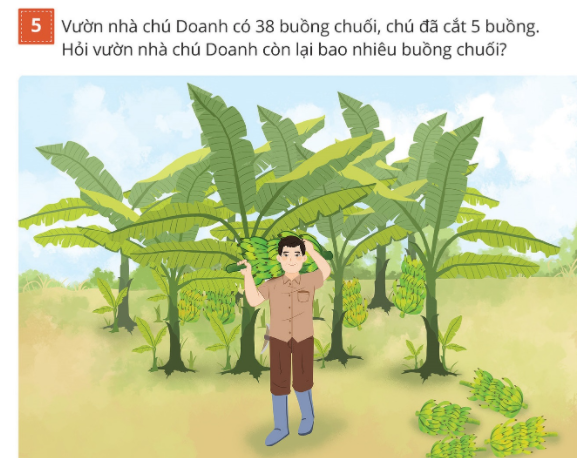 5 Vườn nhà chú Doanh có 38 buồng chuối, chú đã cắt 5 buồng.
Hỏi vườn nhà chú Doanh còn lại bao nhiêu buồng chuối?